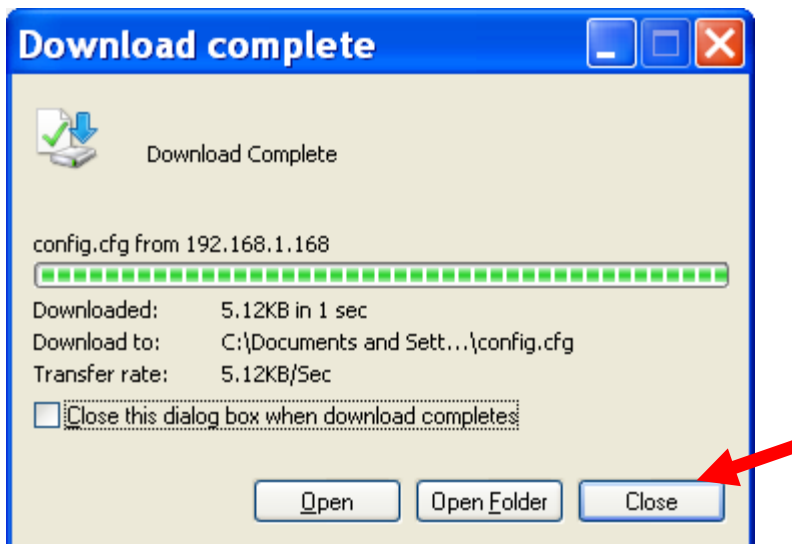 Download complete
Download Complete
config.cfg from 192.168.1.168
Downloaded: 5.12KB in 1 sec
Download to: C:\Documents and Sett...\config.cfg
Transfer rate: 5.12KB/Sec
Close this dialog box when download completes
Open Open Folder Close